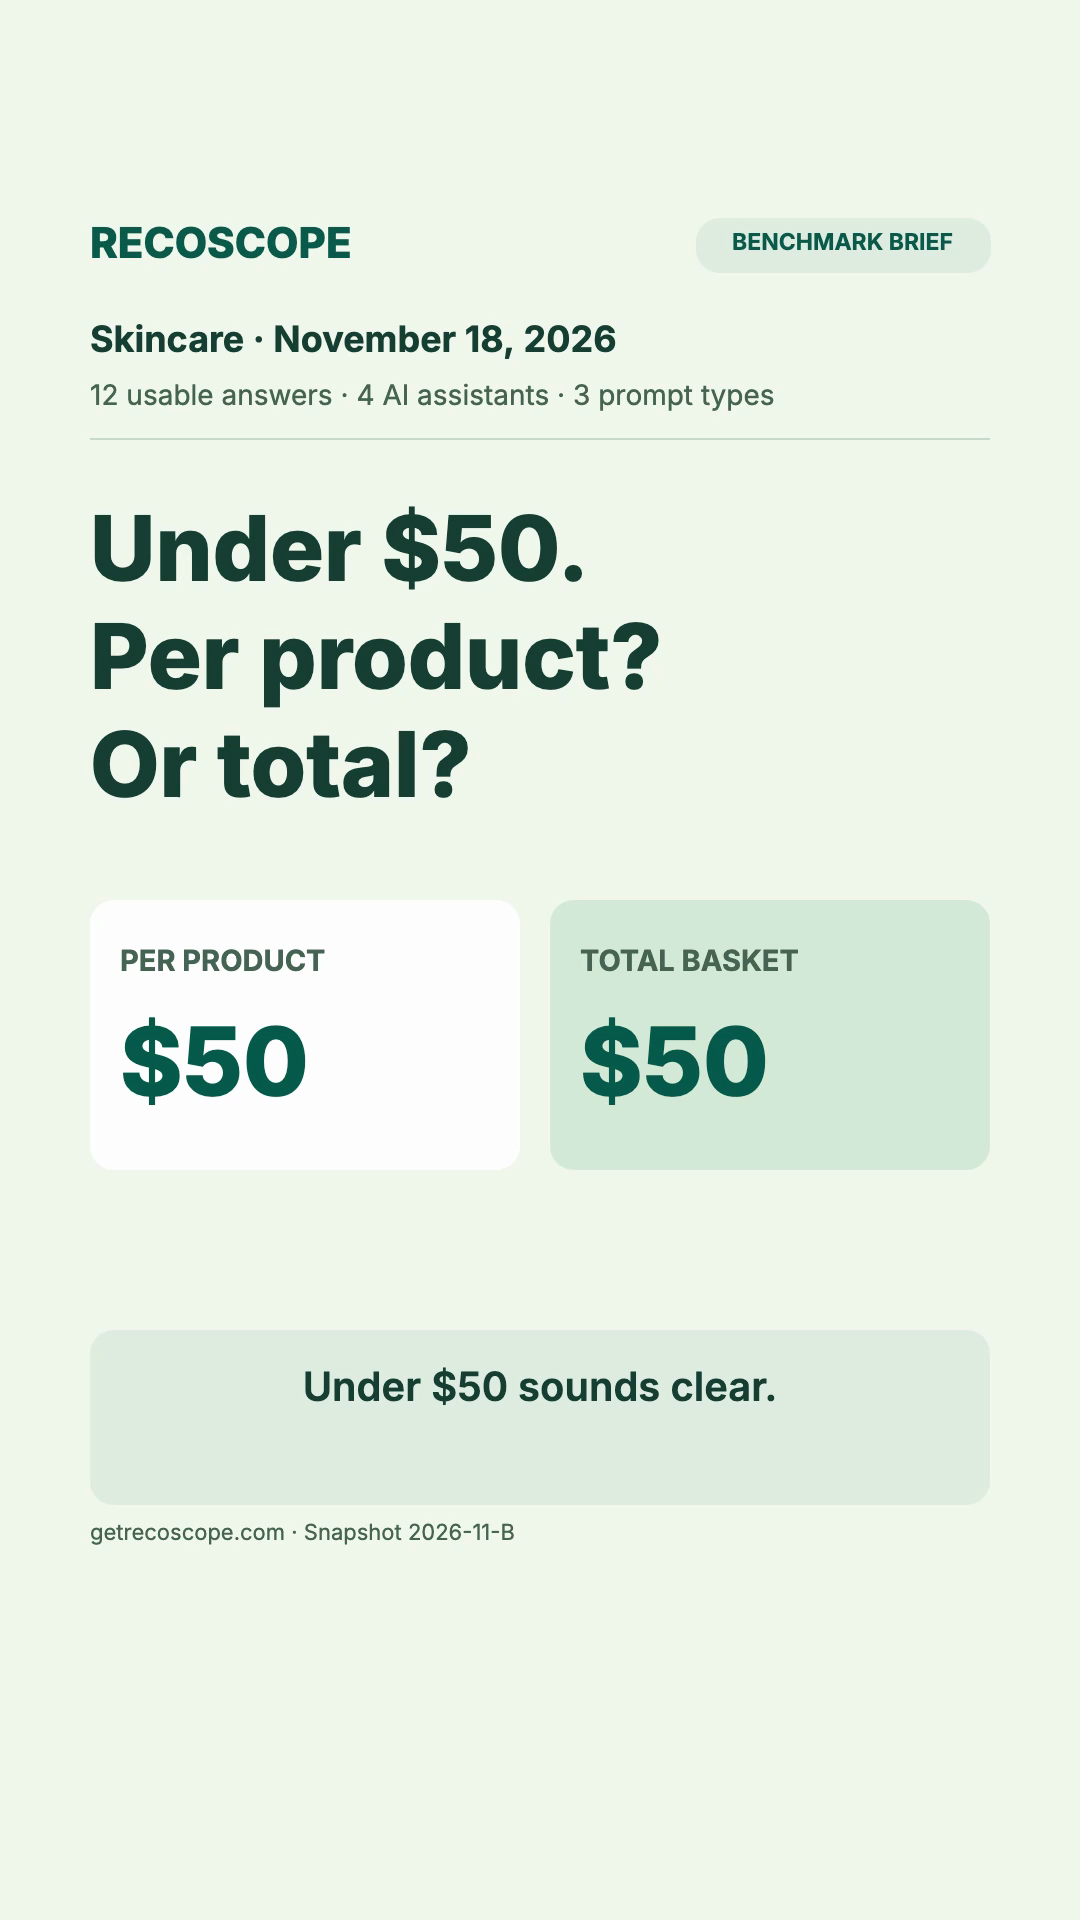 RECOSCOPE
BENCHMARK BRIEF
Skincare · November 18, 2026
12 usable answers · 4 AI assistants · 3 prompt types
Under $50.
Per product?
Or total?
PER PRODUCT
$50
TOTAL BASKET
$50
Under $50 sounds clear.
getrecoscope.com · Snapshot 2026-11-B